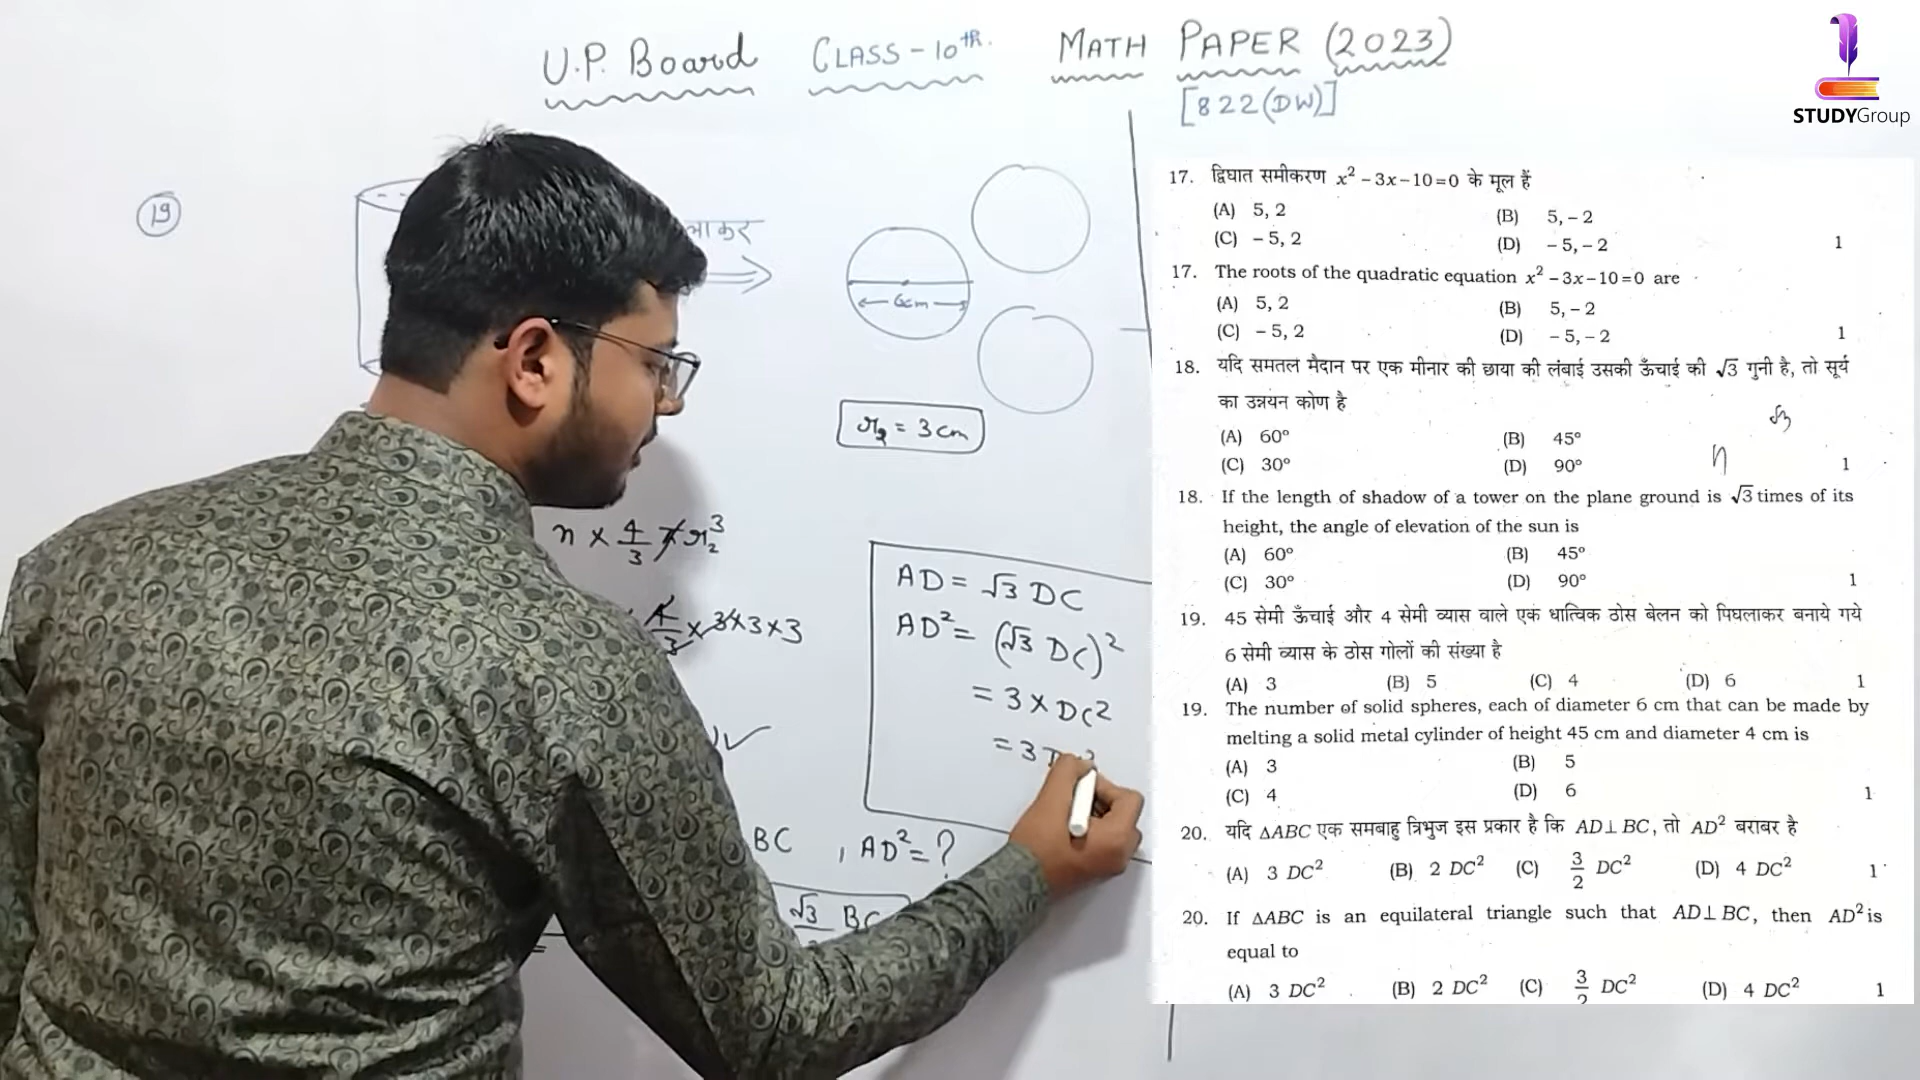 U.P. Board CLASS-10th. MATH PAPER (2023)
[822(DW)]
STUDYGroup
19
6cm
r₂ = 3cm
n × 4/3 π r₂³
4/3 × 3×3×3
AD = √3 DC
AD² = (√3 DC)²
= 3 × DC²
= 3
BC , AD² = ?
√3 BC
17. द्विघात समीकरण x² – 3x – 10 = 0 के मूल हैं
(A) 5, 2 (B) 5, – 2
(C) – 5, 2 (D) – 5, – 2 1
17. The roots of the quadratic equation x² – 3x – 10 = 0 are
(A) 5, 2 (B) 5, – 2
(C) – 5, 2 (D) – 5, – 2 1
18. यदि समतल मैदान पर एक मीनार की छाया की लंबाई उसकी ऊँचाई की √3 गुनी है, तो सूर्य
का उन्नयन कोण है
√3
(A) 60° (B) 45°
(C) 30° (D) 90° 1
18. If the length of shadow of a tower on the plane ground is √3 times of its
height, the angle of elevation of the sun is
(A) 60° (B) 45°
(C) 30° (D) 90° 1
19. 45 सेमी ऊँचाई और 4 सेमी व्यास वाले एक धात्विक ठोस बेलन को पिघलाकर बनाये गये
6 सेमी व्यास के ठोस गोलों की संख्या है
(A) 3 (B) 5 (C) 4 (D) 6 1
19. The number of solid spheres, each of diameter 6 cm that can be made by
melting a solid metal cylinder of height 45 cm and diameter 4 cm is
(A) 3 (B) 5
(C) 4 (D) 6 1
20. यदि ΔABC एक समबाहु त्रिभुज इस प्रकार है कि AD⊥BC, तो AD² बराबर है
(A) 3 DC² (B) 2 DC² (C) 3/2 DC² (D) 4 DC² 1
20. If ΔABC is an equilateral triangle such that AD⊥BC, then AD² is
equal to
(A) 3 DC² (B) 2 DC² (C) 3/2 DC² (D) 4 DC² 1